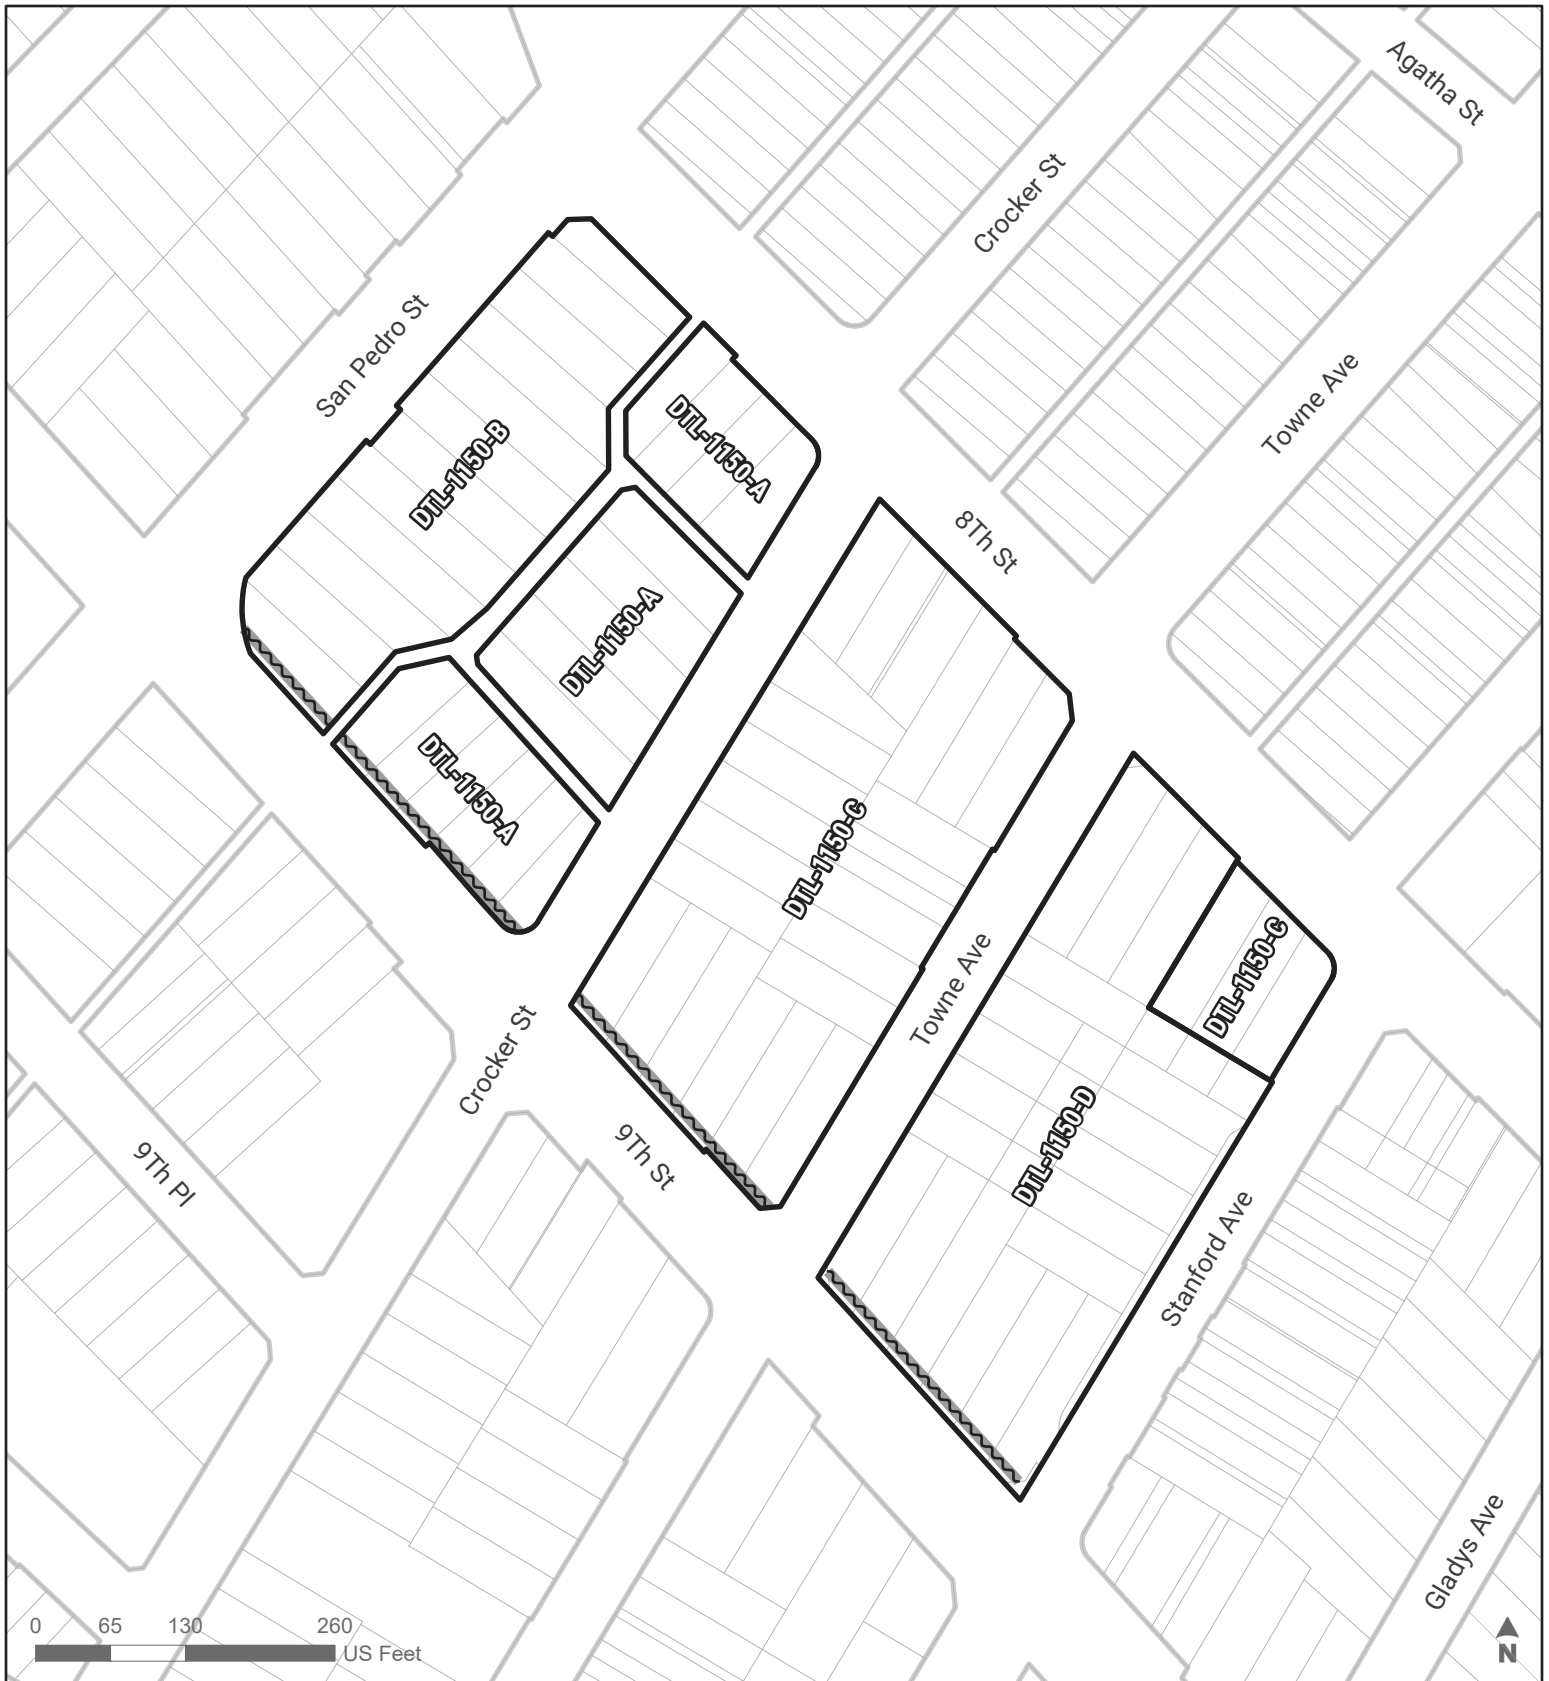 Agatha St
Crocker St
San Pedro St
Towne Ave
DTL-1150-B
DTL-1150-A
8Th St
DTL-1150-A
DTL-1150-A
DTL-1150-C
DTL-1150-C
Towne Ave
Crocker St
DTL-1150-D
9Th St
9Th Pl
Stanford Ave
Gladys Ave
0 65 130 260
US Feet
N